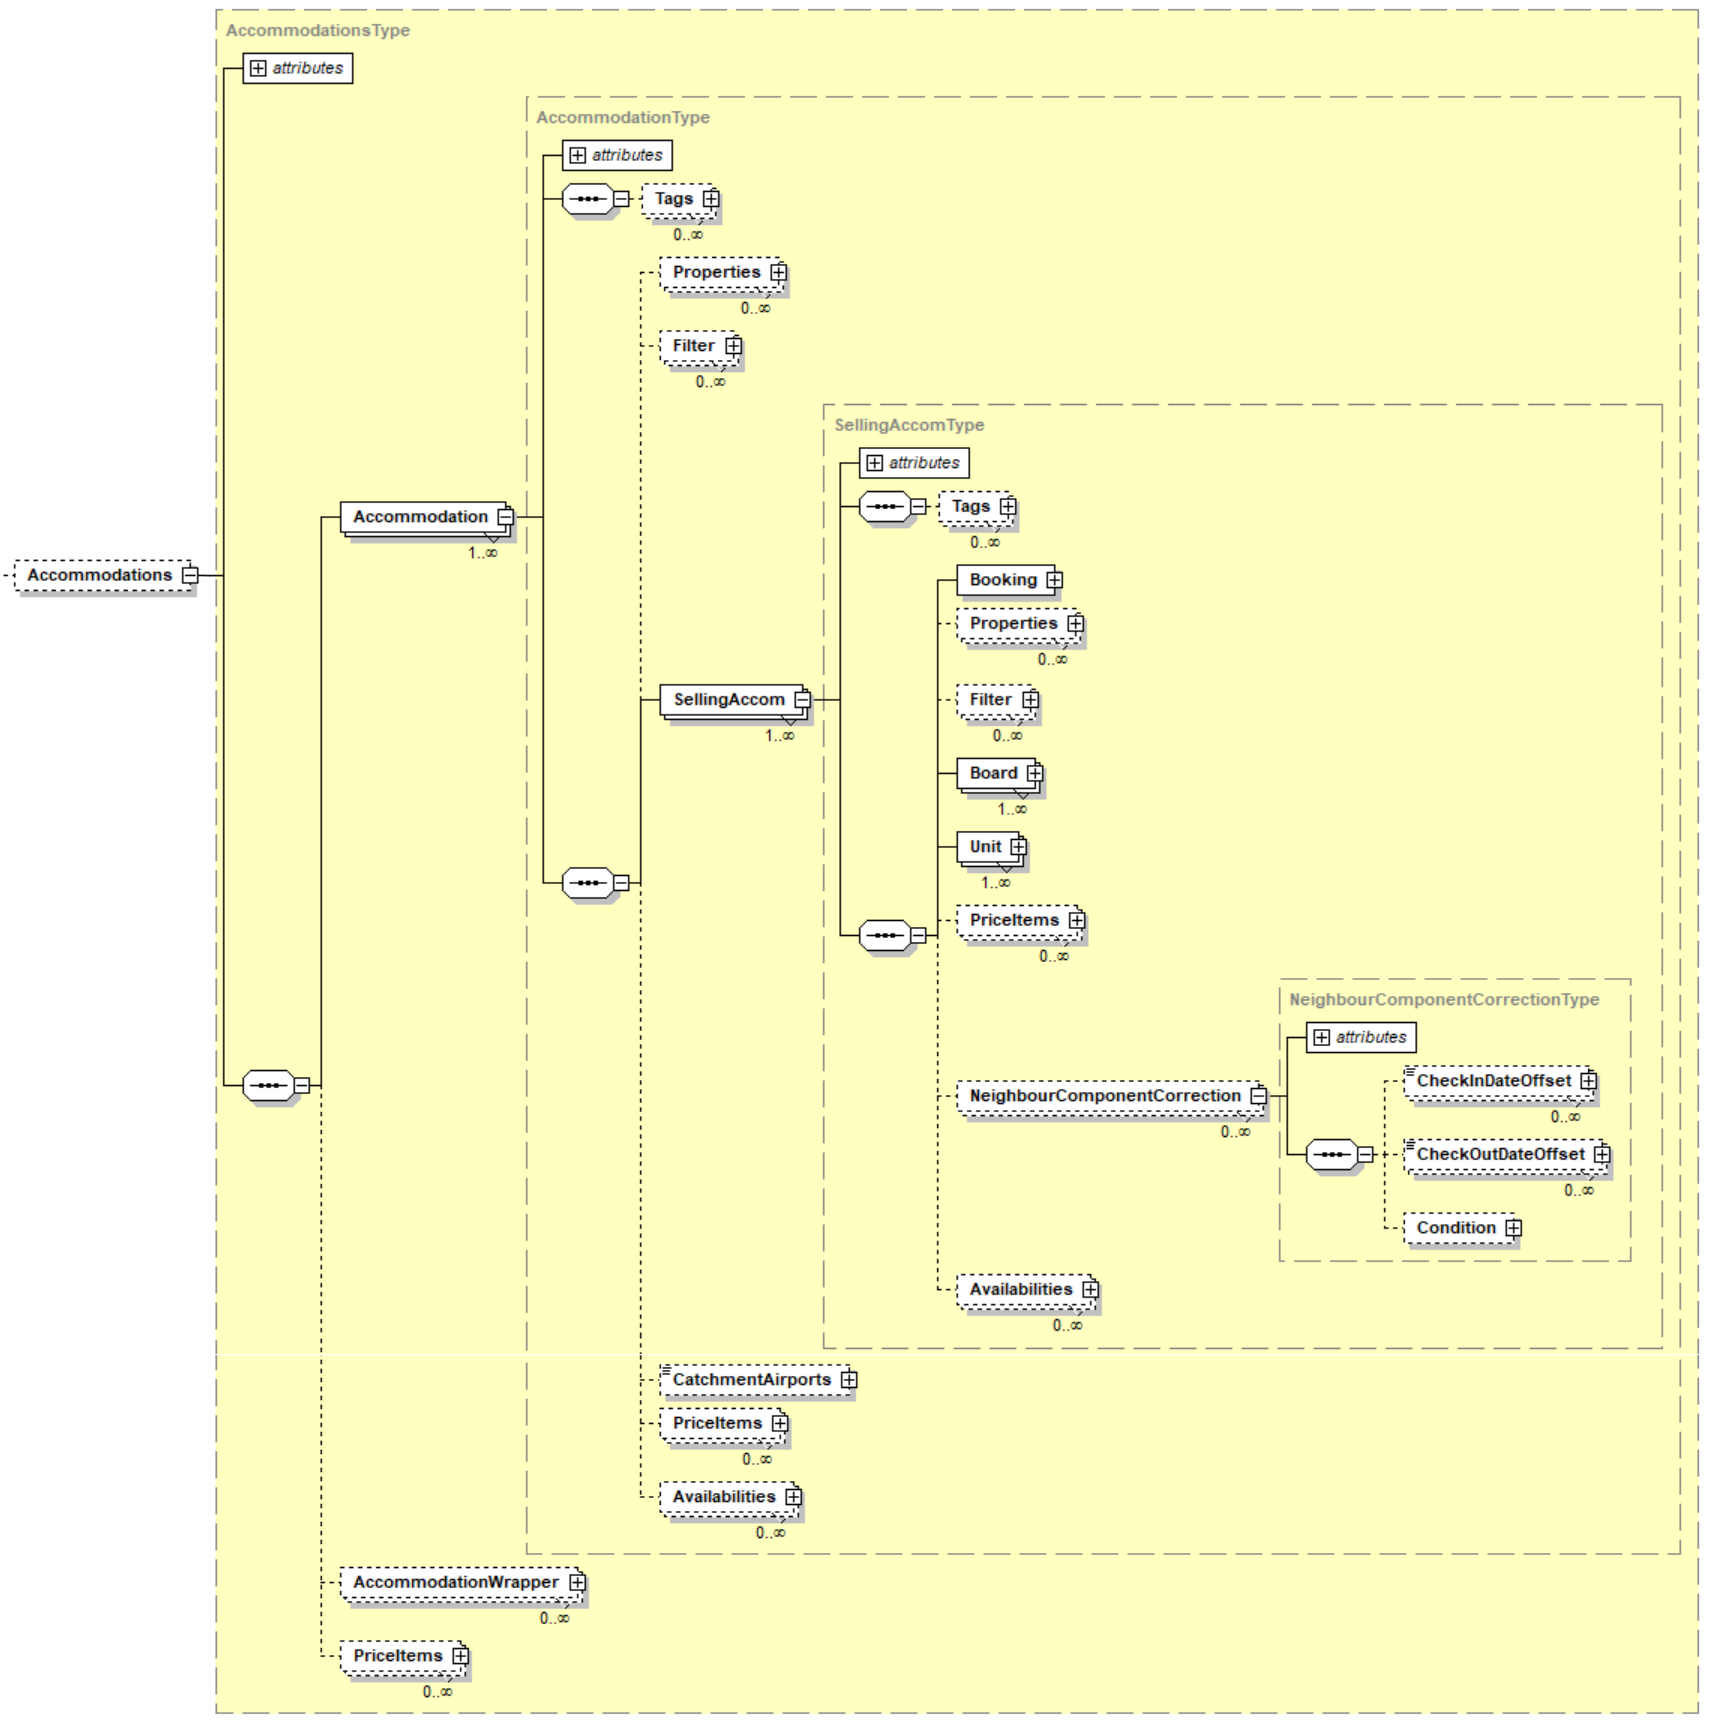 AccommodationsType
attributes
AccommodationType
attributes
Tags
0..∞
Properties
0..∞
Filter
0..∞
SellingAccomType
attributes
Tags
0..∞
Accommodation
1..∞
Accommodations
Booking
Properties
0..∞
SellingAccom
1..∞
Filter
0..∞
Board
1..∞
Unit
1..∞
PriceItems
0..∞
NeighbourComponentCorrectionType
attributes
CheckInDateOffset
0..∞
NeighbourComponentCorrection
0..∞
CheckOutDateOffset
0..∞
Condition
Availabilities
0..∞
CatchmentAirports
PriceItems
0..∞
Availabilities
0..∞
AccommodationWrapper
0..∞
PriceItems
0..∞